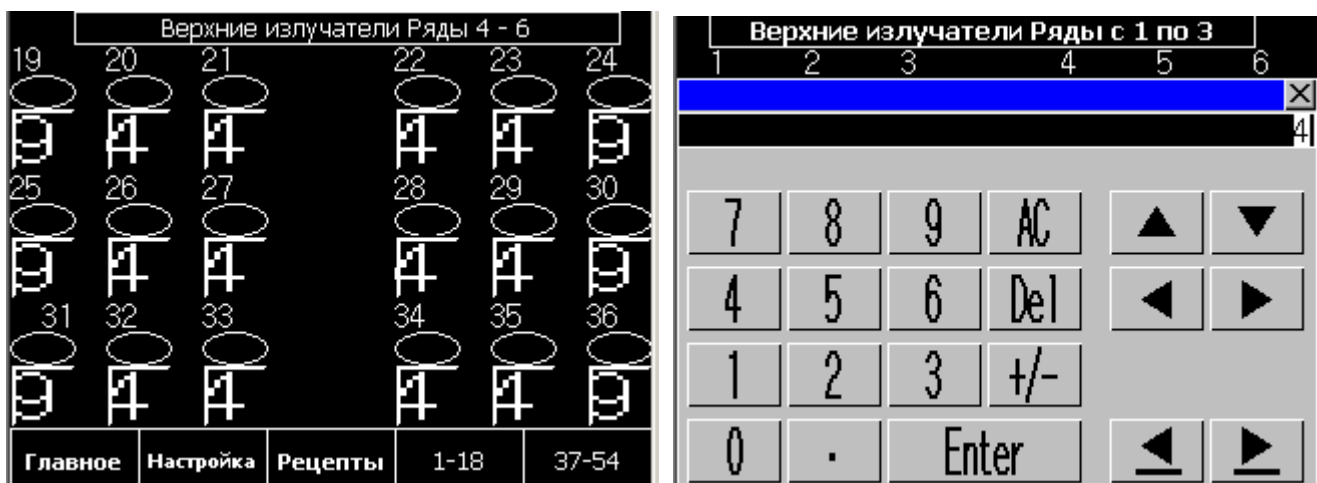 Верхние излучатели Ряды 4 - 6
19 20 21 22 23 24
9 4 4 4 4 9
25 26 27 28 29 30
9 4 4 4 4 9
31 32 33 34 35 36
9 4 4 4 4 9
Главное Настройка Рецепты 1-18 37-54
Верхние излучатели Ряды с 1 по 3
1 2 3 4 5 6
4
7 8 9 AC
4 5 6 Del
1 2 3 +/-
0 . Enter